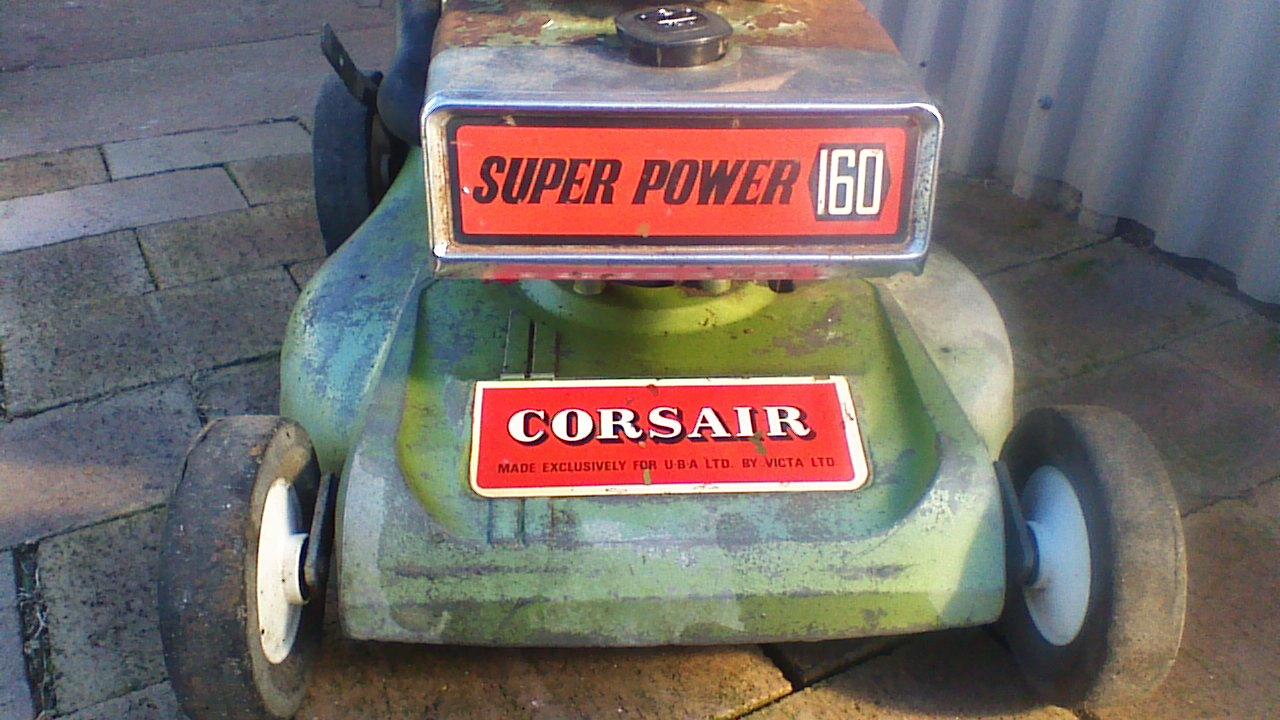 SUPER POWER 160
CORSAIR
MADE EXCLUSIVELY FOR U·B·A LTD. BY VICTA LTD.